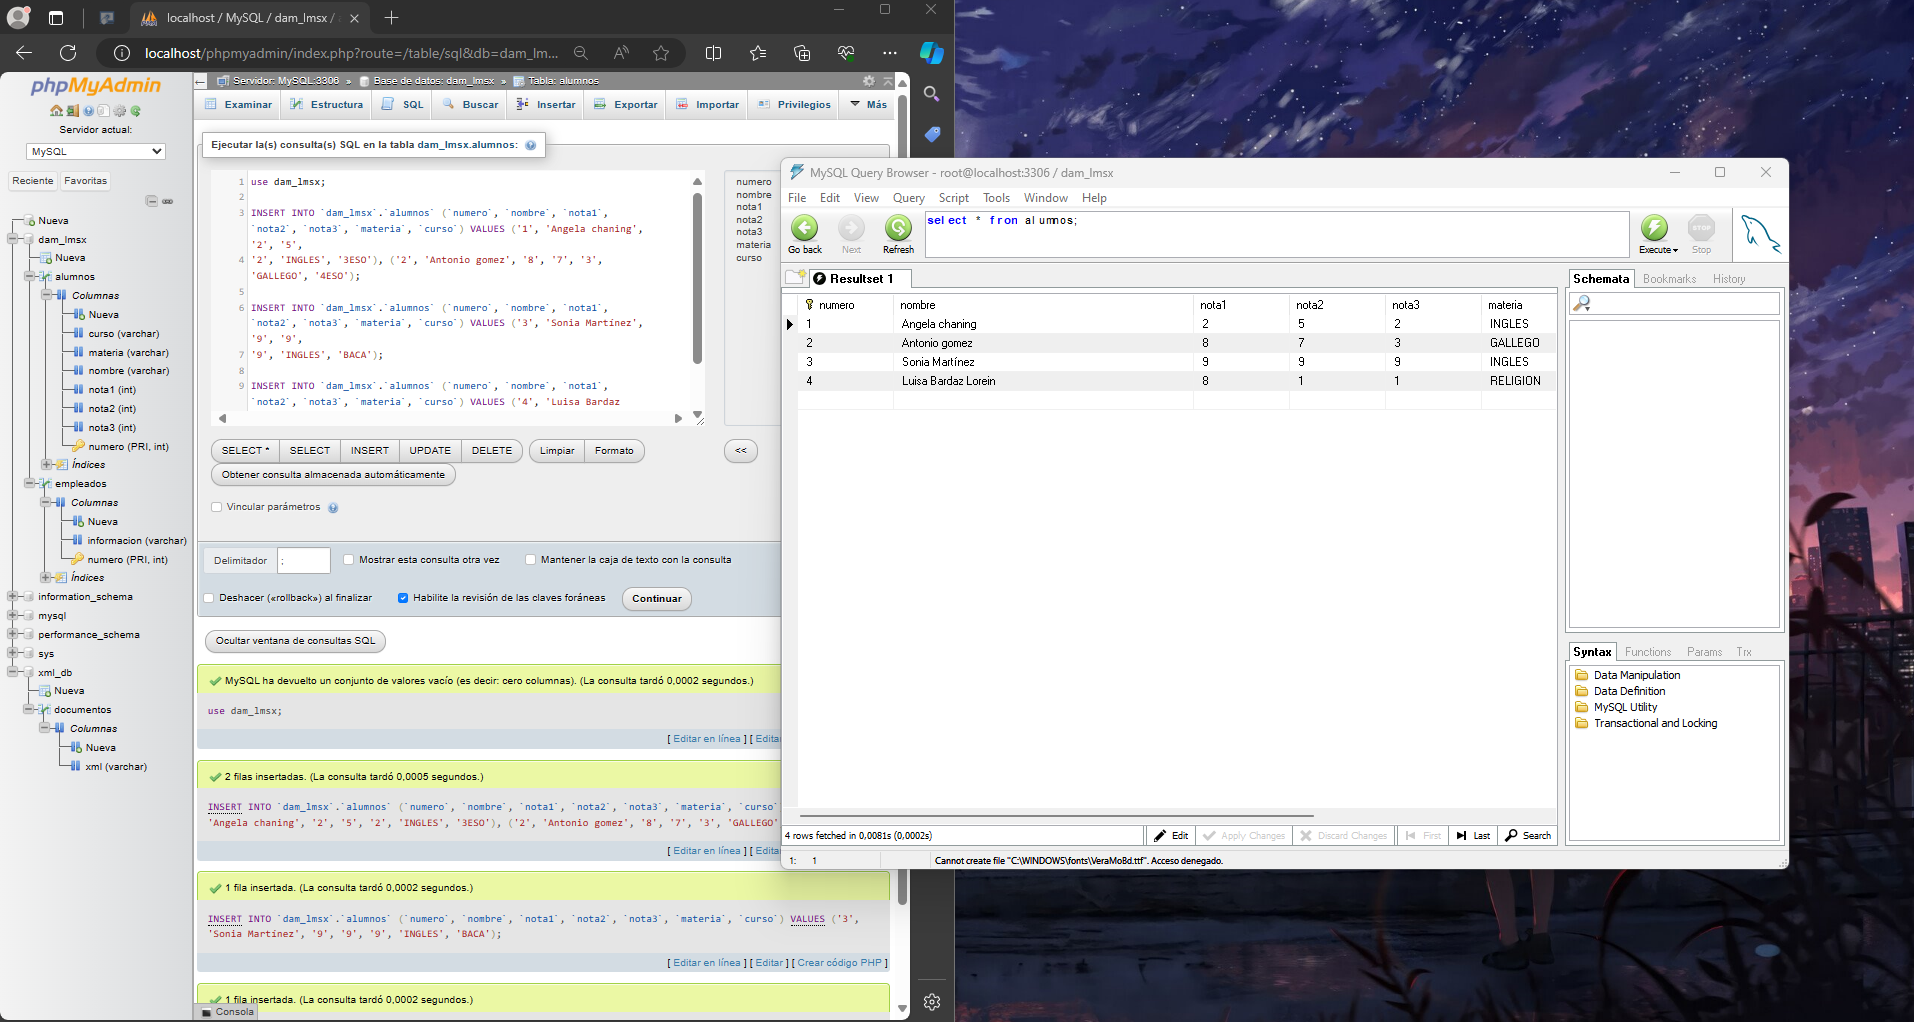 localhost / MySQL / dam_lmsx /
localhost/phpmyadmin/index.php?route=/table/sql&db=dam_lm...
phpMyAdmin
Servidor actual:
MySQL
Reciente
Favoritas
Nueva
dam_lmsx
Nueva
alumnos
Columnas
Nueva
curso (varchar)
materia (varchar)
nombre (varchar)
nota1 (int)
nota2 (int)
nota3 (int)
numero (PRI, int)
Índices
empleados
Columnas
Nueva
informacion (varchar)
numero (PRI, int)
Índices
information_schema
mysql
performance_schema
sys
xml_db
Nueva
documentos
Columnas
Nueva
xml (varchar)
Servidor: MySQL:3306 » Base de datos: dam_lmsx » Tabla: alumnos
Examinar Estructura SQL Buscar Insertar Exportar Importar Privilegios Más
Ejecutar la(s) consulta(s) SQL en la tabla dam_lmsx.alumnos:
1 use dam_lmsx;
2
3 INSERT INTO `dam_lmsx`.`alumnos` (`numero`, `nombre`, `nota1`,
`nota2`, `nota3`, `materia`, `curso`) VALUES ('1', 'Angela chaning',
'2', '5',
4 '2', 'INGLES', '3ESO'), ('2', 'Antonio gomez', '8', '7', '3',
'GALLEGO', '4ESO');
5
6 INSERT INTO `dam_lmsx`.`alumnos` (`numero`, `nombre`, `nota1`,
`nota2`, `nota3`, `materia`, `curso`) VALUES ('3', 'Sonia Martínez',
'9', '9',
7 '9', 'INGLES', 'BACA');
8
9 INSERT INTO `dam_lmsx`.`alumnos` (`numero`, `nombre`, `nota1`,
`nota2`, `nota3`, `materia`, `curso`) VALUES ('4', 'Luisa Bardaz
numero
nombre
nota1
nota2
nota3
materia
curso
SELECT * SELECT INSERT UPDATE DELETE Limpiar Formato <<
Obtener consulta almacenada automáticamente
Vincular parámetros
Delimitador ; Mostrar esta consulta otra vez Mantener la caja de texto con la consulta
Deshacer («rollback») al finalizar Habilite la revisión de las claves foráneas Continuar
Ocultar ventana de consultas SQL
MySQL ha devuelto un conjunto de valores vacío (es decir: cero columnas). (La consulta tardó 0,0002 segundos.)
use dam_lmsx;
[ Editar en línea ] [ Edita
2 filas insertadas. (La consulta tardó 0,0005 segundos.)
INSERT INTO `dam_lmsx`.`alumnos` (`numero`, `nombre`, `nota1`, `nota2`, `nota3`, `materia`, `curso`
'Angela chaning', '2', '5', '2', 'INGLES', '3ESO'), ('2', 'Antonio gomez', '8', '7', '3', 'GALLEGO'
[ Editar en línea ] [ Edita
1 fila insertada. (La consulta tardó 0,0002 segundos.)
INSERT INTO `dam_lmsx`.`alumnos` (`numero`, `nombre`, `nota1`, `nota2`, `nota3`, `materia`, `curso`) VALUES ('3',
'Sonia Martínez', '9', '9', '9', 'INGLES', 'BACA');
[ Editar en línea ] [ Editar ] [ Crear código PHP ]
1 fila insertada. (La consulta tardó 0,0002 segundos.)
Consola
MySQL Query Browser - root@localhost:3306 / dam_lmsx
File Edit View Query Script Tools Window Help
Go back Next Refresh
select * fron alumnos;
Execute STOP Stop
Resultset 1
numero nombre nota1 nota2 nota3 materia
1 Angela chaning 2 5 2 INGLES
2 Antonio gomez 8 7 3 GALLEGO
3 Sonia Martínez 9 9 9 INGLES
4 Luisa Bardaz Lorein 8 1 1 RELIGION
4 rows fetched in 0,0081s (0,0002s)
Edit Apply Changes Discard Changes First Last Search
1: 1 Cannot create file "C:\WINDOWS\fonts\VeraMoBd.ttf". Acceso denegado.
Schemata Bookmarks History
Syntax Functions Params Trx
Data Manipulation
Data Definition
MySQL Utility
Transactional and Locking